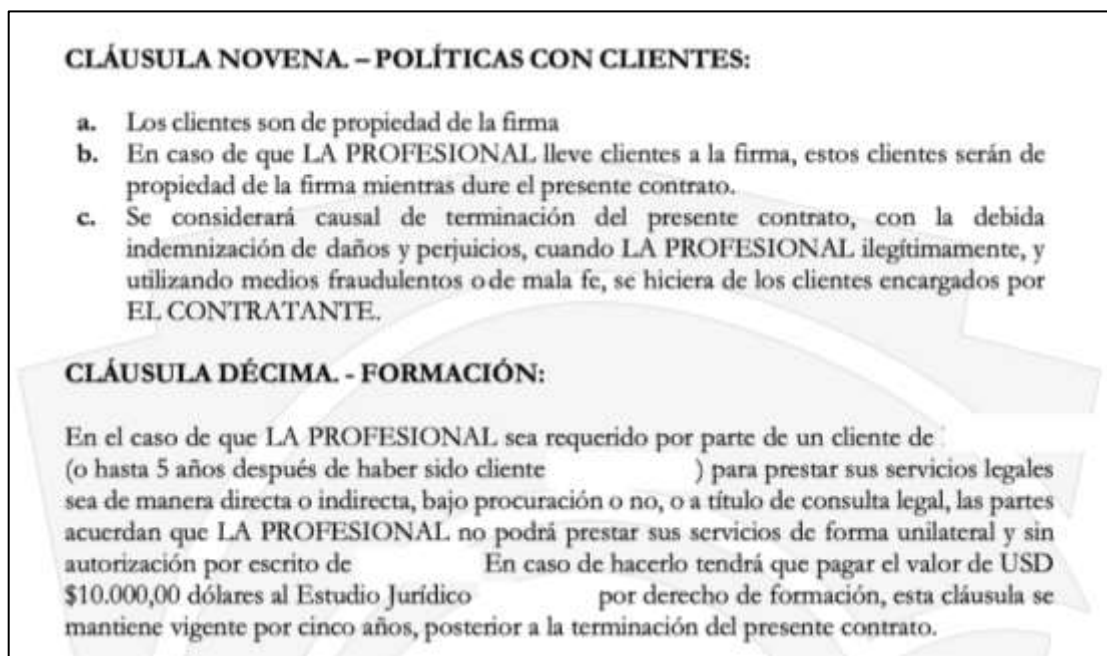 CLÁUSULA NOVENA. – POLÍTICAS CON CLIENTES:
a. Los clientes son de propiedad de la firma
b. En caso de que LA PROFESIONAL lleve clientes a la firma, estos clientes serán de
propiedad de la firma mientras dure el presente contrato.
c. Se considerará causal de terminación del presente contrato, con la debida
indemnización de daños y perjuicios, cuando LA PROFESIONAL ilegítimamente, y
utilizando medios fraudulentos o de mala fe, se hiciera de los clientes encargados por
EL CONTRATANTE.
CLÁUSULA DÉCIMA. - FORMACIÓN:
En el caso de que LA PROFESIONAL sea requerido por parte de un cliente de
(o hasta 5 años después de haber sido cliente ) para prestar sus servicios legales
sea de manera directa o indirecta, bajo procuración o no, o a título de consulta legal, las partes
acuerdan que LA PROFESIONAL no podrá prestar sus servicios de forma unilateral y sin
autorización por escrito de En caso de hacerlo tendrá que pagar el valor de USD
$10.000,00 dólares al Estudio Jurídico por derecho de formación, esta cláusula se
mantiene vigente por cinco años, posterior a la terminación del presente contrato.